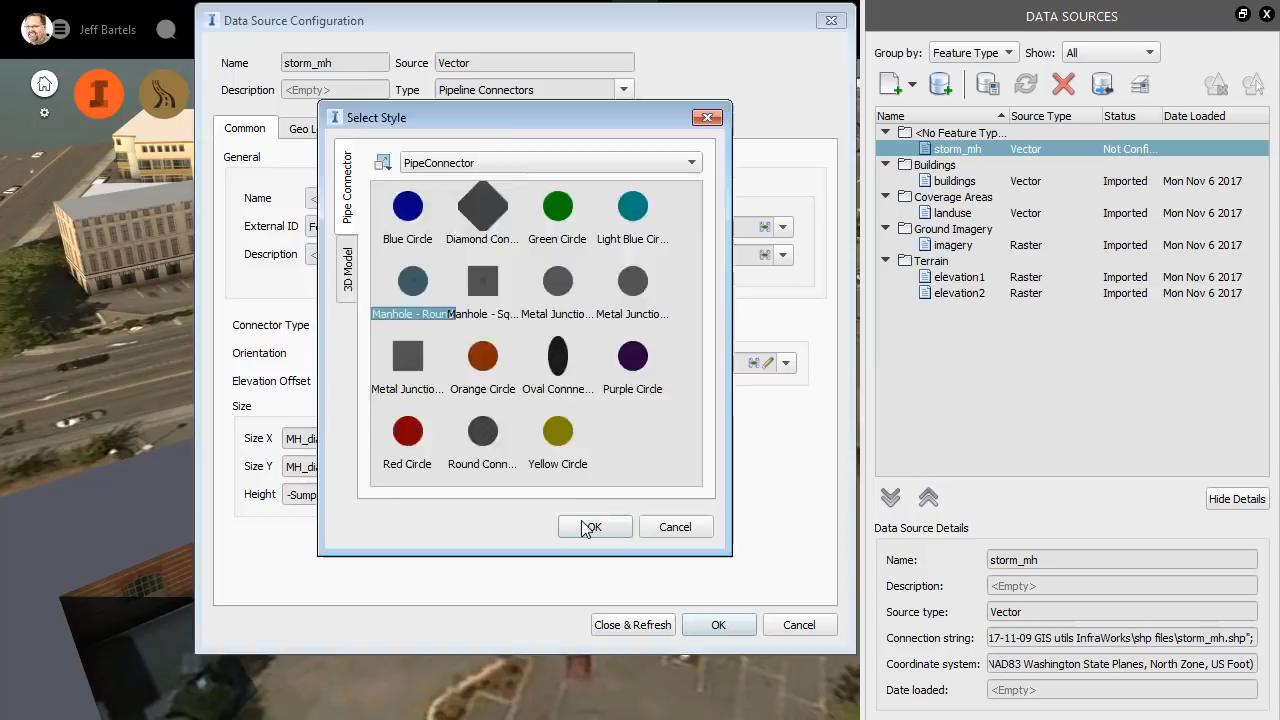 Jeff Bartels
Data Source Configuration
Name storm_mh Source Vector
Description <Empty> Type Pipeline Connectors
Common Geo Lo
General
Name
External ID
Description
Connector Type
Orientation
Elevation Offset
Size
Size X MH_dia
Size Y MH_dia
Height -Sump
Close & Refresh OK Cancel
Select Style
Pipe Connector
3D Model
PipeConnector
Blue Circle Diamond Con... Green Circle Light Blue Cir...
Manhole - Roun Manhole - Sq... Metal Junctio... Metal Junctio...
Metal Junctio... Orange Circle Oval Connne... Purple Circle
Red Circle Round Conn... Yellow Circle
OK Cancel
DATA SOURCES
Group by: Feature Type Show: All
Name Source Type Status Date Loaded
<No Feature Typ...
storm_mh Vector Not Confi...
Buildings
buildings Vector Imported Mon Nov 6 2017
Coverage Areas
landuse Vector Imported Mon Nov 6 2017
Ground Imagery
imagery Raster Imported Mon Nov 6 2017
Terrain
elevation1 Raster Imported Mon Nov 6 2017
elevation2 Raster Imported Mon Nov 6 2017
Hide Details
Data Source Details
Name: storm_mh
Description: <Empty>
Source type: Vector
Connection string: 17-11-09 GIS utils InfraWorks\shp files\storm_mh.shp";
Coordinate system: NAD83 Washington State Planes, North Zone, US Foot)
Date loaded: <Empty>